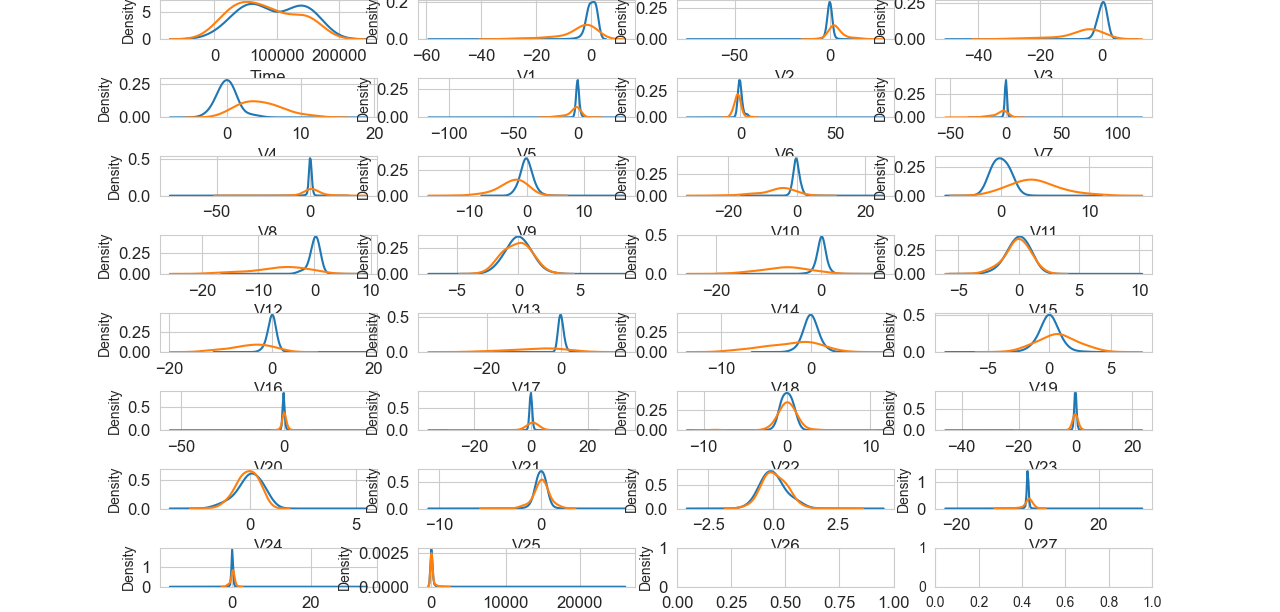 Density 5 0 Density 0.2 0.0 Density 0.25 0.00 Density 0.25 0.00
0 100000 200000 −60 −40 −20 0 −50 0 −40 −20 0
Time V1 V2 V3
Density 0.25 0.00 Density 0.25 0.00 Density 0.25 0.00 Density 0.25 0.00
0 10 20 −100 −50 0 0 50 −50 0 50 100
V4 V5 V6 V7
Density 0.5 0.0 Density 0.25 0.00 Density 0.25 0.00 Density 0.25 0.00
−50 0 −10 0 10 −20 0 20 0 10
V8 V9 V10 V11
Density 0.25 0.00 Density 0.25 0.00 Density 0.5 0.0 Density 0.25 0.00
−20 −10 0 10 −5 0 5 −20 0 −5 0 5 10
V12 V13 V14 V15
Density 0.25 0.00 Density 0.5 0.0 Density 0.25 0.00 Density 0.5 0.0
−20 0 20 −20 0 −10 0 −5 0 5
V16 V17 V18 V19
Density 0.5 0.0 Density 0.5 0.0 Density 0.25 0.00 Density 0.5 0.0
−50 0 −20 0 20 −10 0 10 −40 −20 0 20
V20 V21 V22 V23
Density 0.5 0.0 Density 0.5 0.0 Density 0.5 0.0 Density 1 0
0 5 −10 0 −2.5 0.0 2.5 −20 0 20
V24 V25 V26 V27
Density 1 0 Density 0.0025 0.0000 Density 1 0 1 0
0 20 0 10000 20000 0.00 0.25 0.50 0.75 1.00 0.0 0.2 0.4 0.6 0.8 1.0